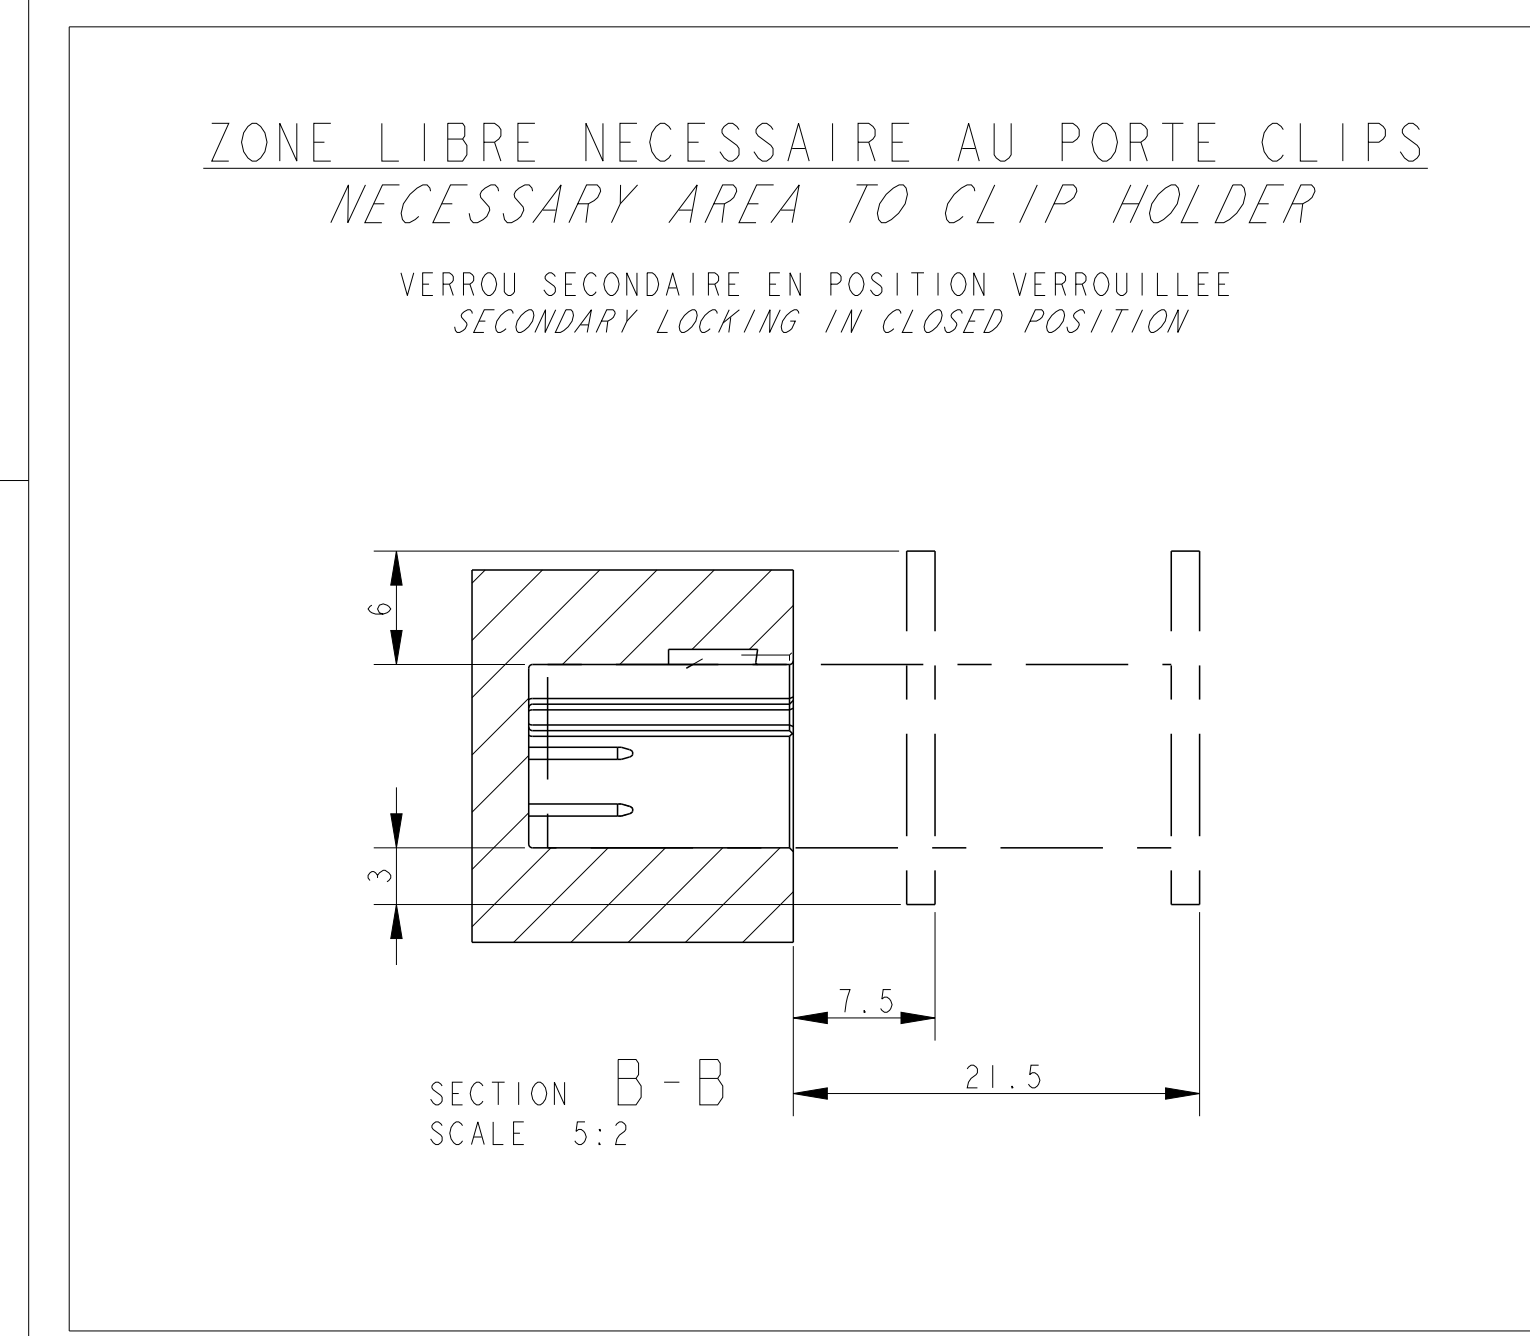 ZONE LIBRE NECESSAIRE AU PORTE CLIPS
NECESSARY AREA TO CLIP HOLDER
VERROU SECONDAIRE EN POSITION VERROUILLEE
SECONDARY LOCKING IN CLOSED POSITION
6
3
7.5
21.5
SECTION B-B
SCALE 5:2